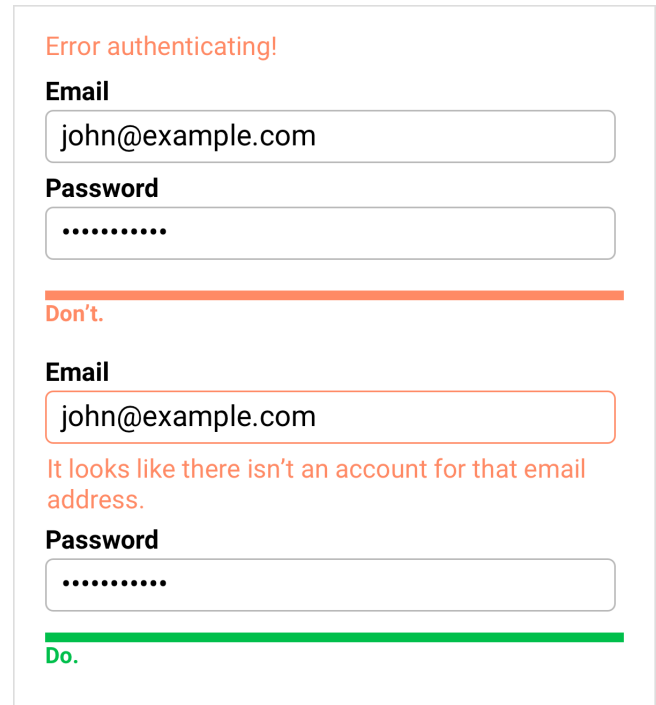 Error authenticating!
Email
john@example.com
Password
•••••••••••
Don’t.
Email
john@example.com
It looks like there isn’t an account for that email
address.
Password
•••••••••••
Do.